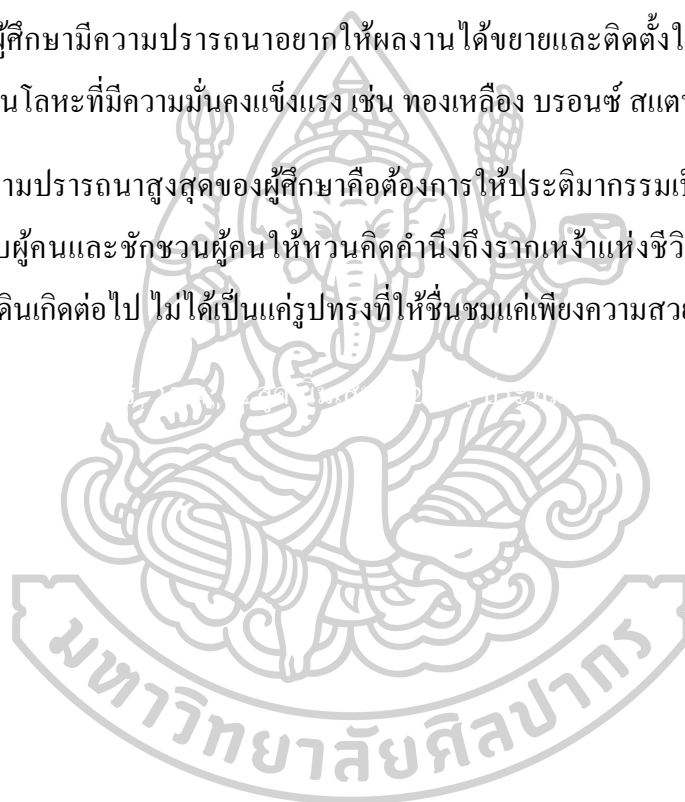 ผู้ศึกษามีความปรารถนาอยากให้ผลงานได้ขยายและติดตั้งใ
นโลหะที่มีความมั่นคงแข็งแรง เช่น ทองเหลือง บรอนซ์ สแต
ามปรารถนาสูงสุดของผู้ศึกษาคือต้องการให้ประติมากรรมเป็
บผู้คนและชักชวนผู้คนให้หวนคิดคำนึงถึงรากเหง้าแห่งชีวิ
ดินเกิดต่อไป ไม่ได้เป็นแค่รูปทรงที่ให้ชื่นชมแค่เพียงความสวย
มหาวิทยาลัยศิลปากร